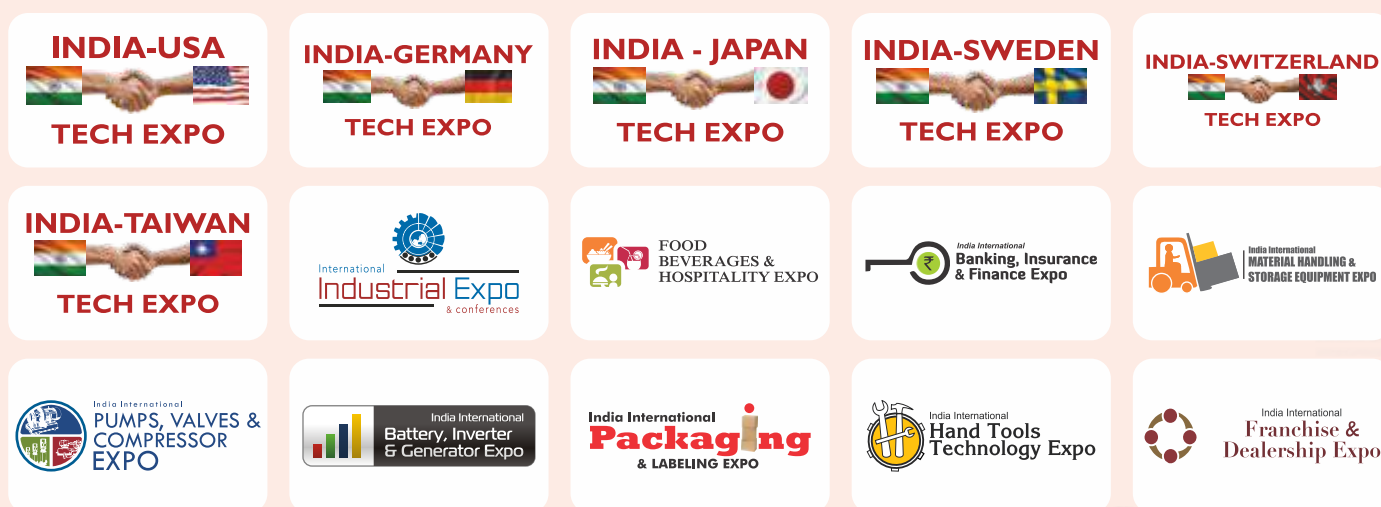 INDIA-USA
TECH EXPO
INDIA-GERMANY
TECH EXPO
INDIA - JAPAN
TECH EXPO
INDIA-SWEDEN
TECH EXPO
INDIA-SWITZERLAND
TECH EXPO
INDIA-TAIWAN
TECH EXPO
International
Industrial Expo
& conferences
FOOD
BEVERAGES &
HOSPITALITY EXPO
India International
Banking, Insurance
& Finance Expo
₹
India International
MATERIAL HANDLING &
STORAGE EQUIPMENT EXPO
India International
PUMPS, VALVES &
COMPRESSOR
EXPO
India International
Battery, Inverter
& Generator Expo
India International
Packaging
& LABELING EXPO
India International
Hand Tools
Technology Expo
India International
Franchise &
Dealership Expo